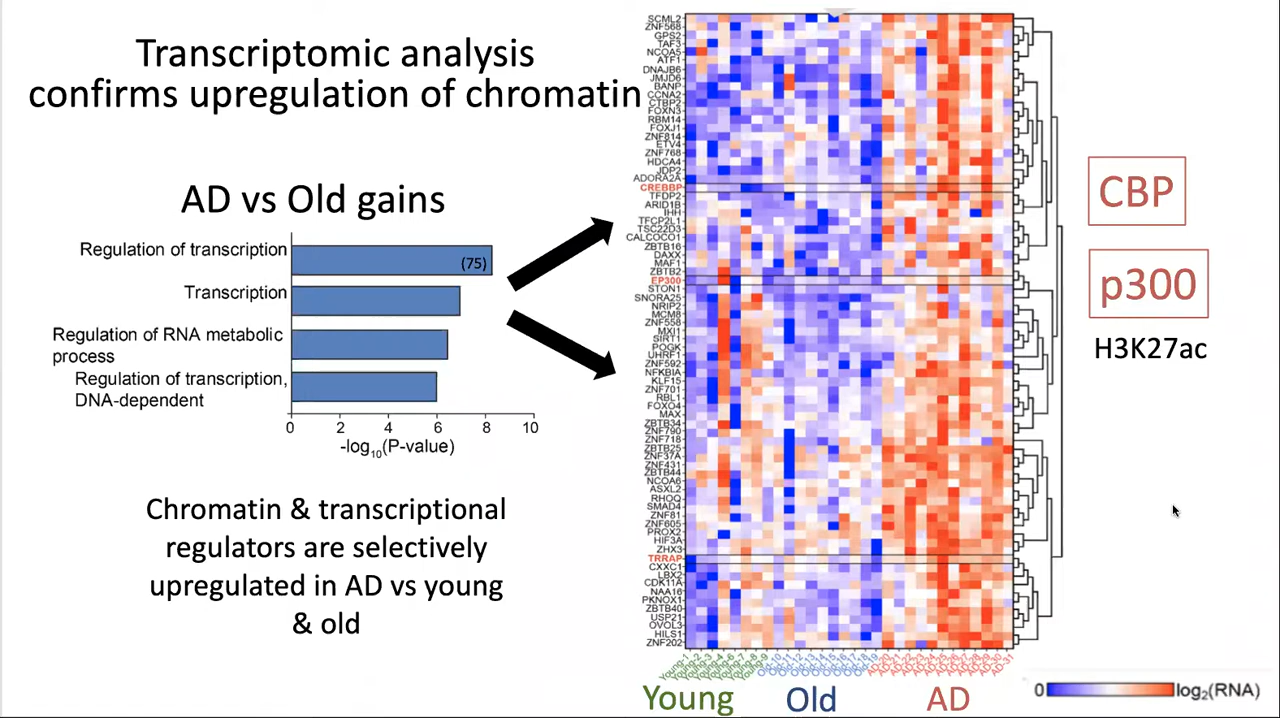 Transcriptomic analysis
confirms upregulation of chromatin
AD vs Old gains
Regulation of transcription
(75)
Transcription
Regulation of RNA metabolic
process
Regulation of transcription,
DNA-dependent
0 2 4 6 8 10
-log10(P-value)
Chromatin & transcriptional
regulators are selectively
upregulated in AD vs young
& old
SCML2
ZNF568
GPS2
TAF3
NCOA5
ATF1
DNAJB6
JMJD6
BANP
CCNA2
CTBP2
FOXN3
RBM14
FOXJ1
ZNF814
ETV4
ZNF768
HDCA4
JDP2
ADORA2A
CREBBP
TFDP2
ARID1B
IHH
TFCP2L1
TSC22D3
CALCOCO1
ZBTB16
DAXX
MAF1
ZBTB2
EP300
STON1
SNORA25
NRIP2
MCM8
ZNF558
MXI1
SIRT1
POGK
UHRF1
ZNF592
NFKBIA
KLF15
ZNF701
RBL1
FOXO4
MAX
ZBTB34
ZNF790
ZNF718
ZBTB25
ZNF37A
ZNF431
ZBTB44
NCOA6
ASXL2
RHOQ
SMAD4
ZNF81
ZNF605
PROX2
HIF3A
ZHX3
TRRAP
CXXC1
LBX2
CDK11A
NAA16
PKNOX1
ZBTB40
USP21
OVOL3
HILS1
ZNF202
Young Old AD
CBP
p300
H3K27ac
0 log2(RNA)